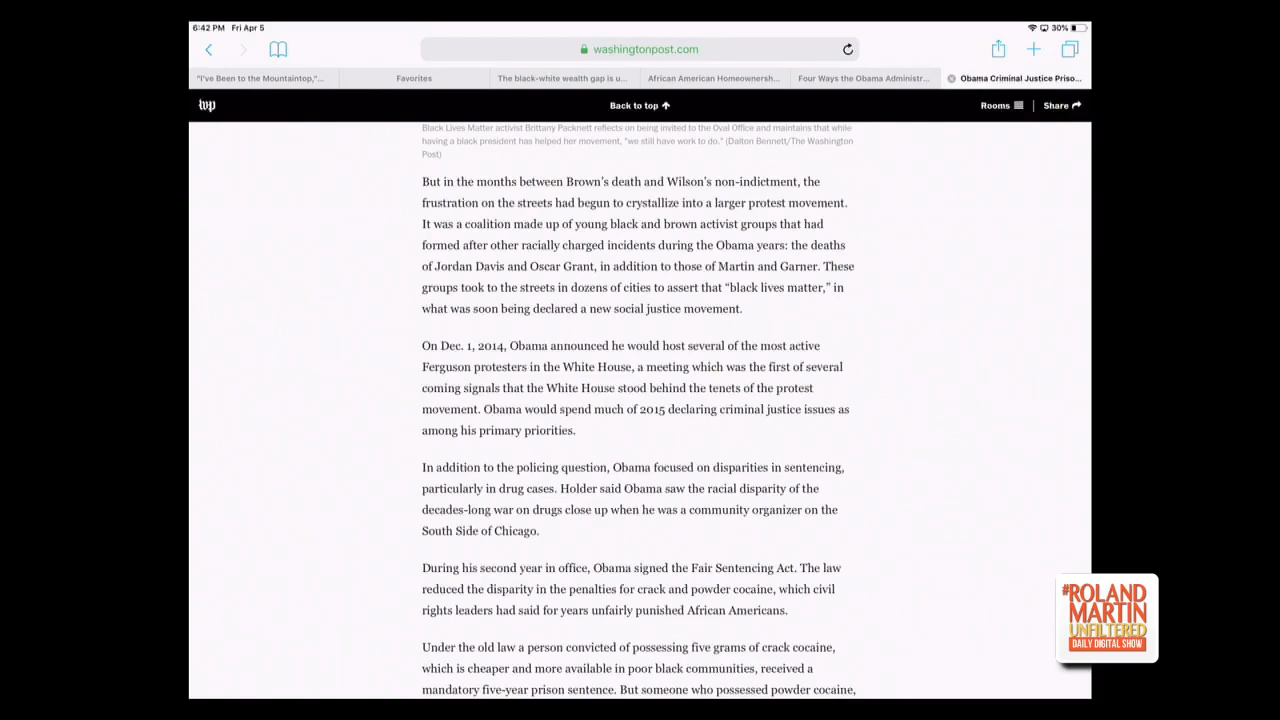 6:42 PM Fri Apr 5
30%
washingtonpost.com
"I've Been to the Mountaintop,"...
Favorites
The black-white wealth gap is u...
African American Homeownersh...
Four Ways the Obama Administr...
Obama Criminal Justice Priso...
wp
Back to top
Rooms
Share
Black Lives Matter activist Brittany Packnett reflects on being invited to the Oval Office and maintains that while
having a black president has helped her movement, "we still have work to do." (Dalton Bennett/The Washington
Post)
But in the months between Brown's death and Wilson's non-indictment, the
frustration on the streets had begun to crystallize into a larger protest movement.
It was a coalition made up of young black and brown activist groups that had
formed after other racially charged incidents during the Obama years: the deaths
of Jordan Davis and Oscar Grant, in addition to those of Martin and Garner. These
groups took to the streets in dozens of cities to assert that “black lives matter,” in
what was soon being declared a new social justice movement.
On Dec. 1, 2014, Obama announced he would host several of the most active
Ferguson protesters in the White House, a meeting which was the first of several
coming signals that the White House stood behind the tenets of the protest
movement. Obama would spend much of 2015 declaring criminal justice issues as
among his primary priorities.
In addition to the policing question, Obama focused on disparities in sentencing,
particularly in drug cases. Holder said Obama saw the racial disparity of the
decades-long war on drugs close up when he was a community organizer on the
South Side of Chicago.
During his second year in office, Obama signed the Fair Sentencing Act. The law
reduced the disparity in the penalties for crack and powder cocaine, which civil
rights leaders had said for years unfairly punished African Americans.
Under the old law a person convicted of possessing five grams of crack cocaine,
which is cheaper and more available in poor black communities, received a
mandatory five-year prison sentence. But someone who possessed powder cocaine,
#ROLAND
MARTIN
UNFILTERED
DAILY DIGITAL SHOW